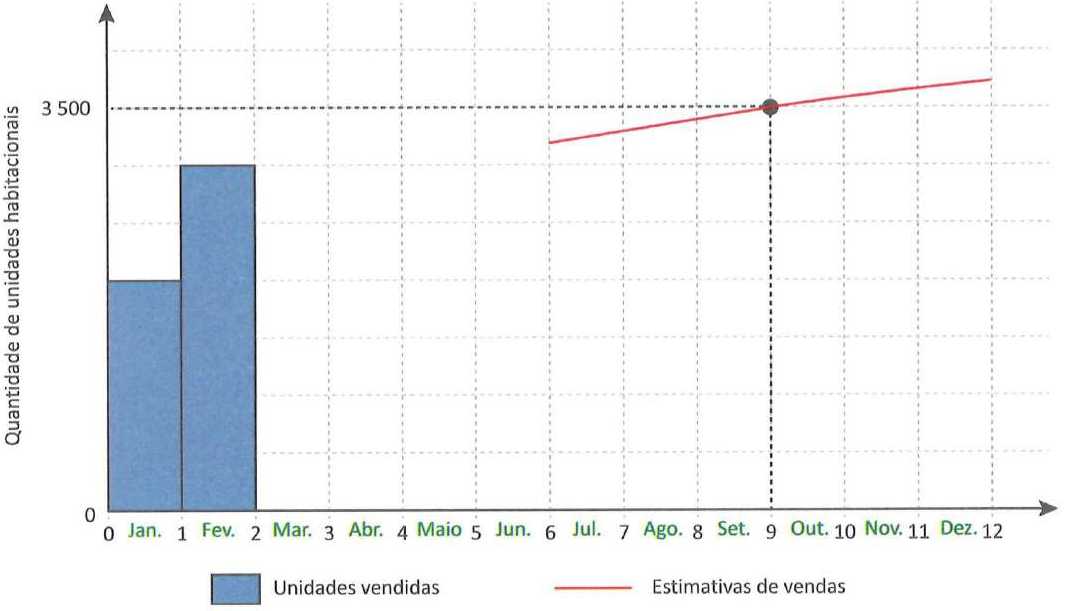 Quantidade de unidades habitacionais
3 500
0
0 Jan. 1 Fev. 2 Mar. 3 Abr. 4 Maio 5 Jun. 6 Jul. 7 Ago. 8 Set. 9 Out. 10 Nov. 11 Dez. 12
Unidades vendidas Estimativas de vendas